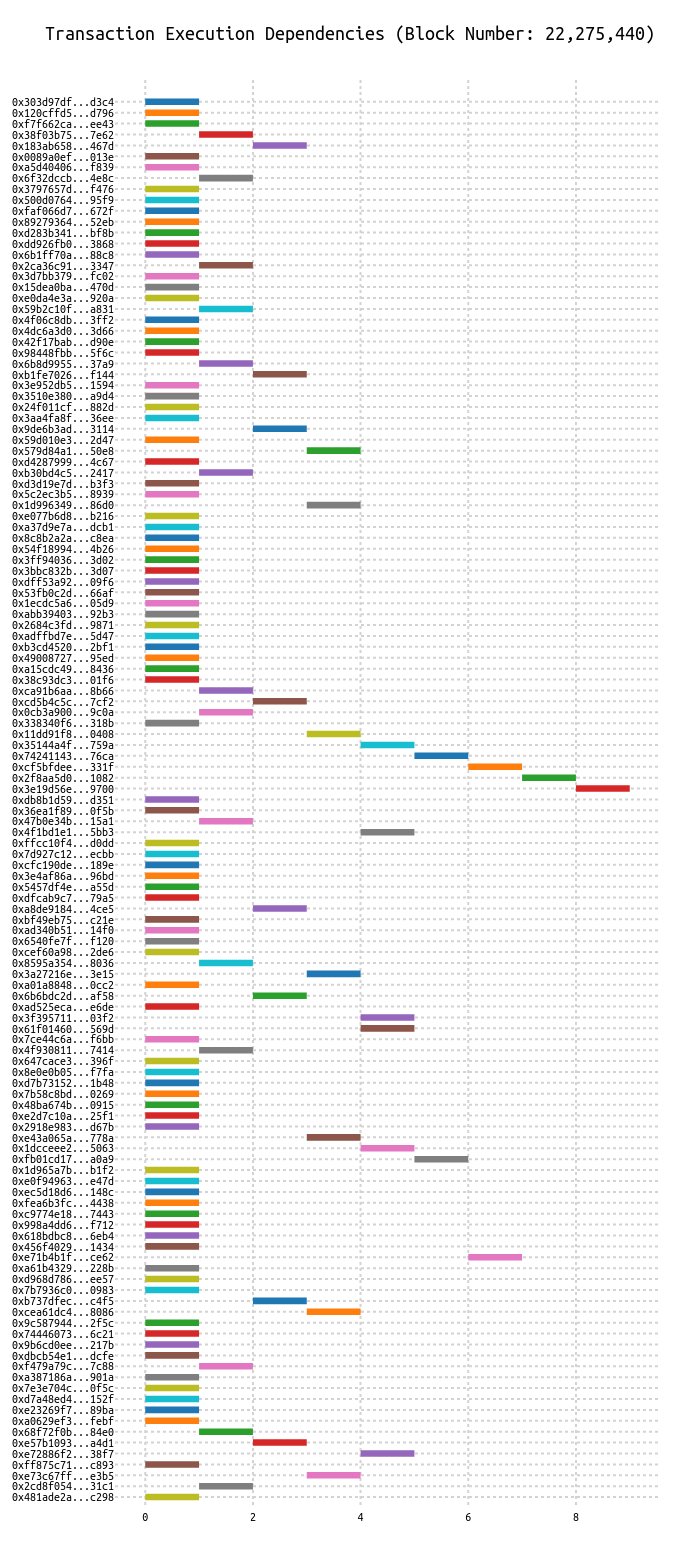 Transaction Execution Dependencies (Block Number: 22,275,440)
0x303d97df...d3c4
0x120cffd5...d796
0xf7f662ca...ee43
0x38f03b75...7e62
0x183ab658...467d
0x0089a0ef...013e
0xa5d40406...f839
0x6f32dccb...4e8c
0x3797657d...f476
0x500d0764...95f9
0xfaf066d7...672f
0x89279364...52eb
0xd283b341...bf8b
0xdd926fb0...3868
0x6b1ff70a...88c8
0x2ca36c91...3347
0x3d7bb379...fc02
0x15dea0ba...470d
0xe0da4e3a...920a
0x59b2c10f...a831
0x4f06c8db...3ff2
0x4dc6a3d0...3d66
0x42f17bab...d90e
0x98448fbb...5f6c
0x6b8d9955...37a9
0xb1fe7026...f144
0x3e952db5...1594
0x3510e380...a9d4
0x24f011cf...882d
0x3aa4fa8f...36ee
0x9de6b3ad...3114
0x59d010e3...2d47
0x579d84a1...50e8
0xd4287999...4c67
0xb30bd4c5...2417
0xd3d19e7d...b3f3
0x5c2ec3b5...8939
0x1d996349...86d0
0xe077b6d8...b216
0xa37d9e7a...dcb1
0x8c8b2a2a...c8ea
0x54f18994...4b26
0x3ff94036...3d02
0x3bbc832b...3d07
0xdff53a92...09f6
0x53fb0c2d...66af
0x1ecdc5a6...05d9
0xabb39403...92b3
0x2684c3fd...9871
0xadffbd7e...5d47
0xb3cd4520...2bf1
0x49008727...95ed
0xa15cdc49...8436
0x38c93dc3...01f6
0xca91b6aa...8b66
0xcd5b4c5c...7cf2
0x0cb3a900...9c0a
0x338340f6...318b
0x11dd91f8...0408
0x35144a4f...759a
0x74241143...76ca
0xcf5bfdee...331f
0x2f8aa5d0...1082
0x3e19d56e...9700
0xdb8b1d59...d351
0x36ea1f89...0f5b
0x47b0e34b...15a1
0x4f1bd1e1...5bb3
0xffcc10f4...d0dd
0x7d927c12...ecbb
0xcfc190de...189e
0x3e4af86a...96bd
0x5457df4e...a55d
0xdfcab9c7...79a5
0xa8de9184...4ce5
0xbf49eb75...c21e
0xad340b51...14f0
0x6540fe7f...f120
0xcef60a98...2de6
0x8595a354...8036
0x3a27216e...3e15
0xa01a8848...0cc2
0x6b6bdc2d...af58
0xad525eca...e6de
0x3f395711...03f2
0x61f01460...569d
0x7ce44c6a...f6bb
0x4f930811...7414
0x647cace3...396f
0x8e0e0b05...f7fa
0xd7b73152...1b48
0x7b58c8bd...0269
0x48ba674b...0915
0xe2d7c10a...25f1
0x2918e983...d67b
0xe43a065a...778a
0x1dcceee2...5063
0xfb01cd17...a0a9
0x1d965a7b...b1f2
0xe0f94963...e47d
0xec5d18d6...148c
0xfea6b3fc...4438
0xc9774e18...7443
0x998a4dd6...f712
0x618bdbc8...6eb4
0x456f4029...1434
0xe71b4b1f...ce62
0xa61b4329...228b
0xd968d786...ee57
0x7b7936c0...0983
0xb737dfec...c4f5
0xcea61dc4...8086
0x9c587944...2f5c
0x74446073...6c21
0x9b6cd0ee...217b
0xdbcb54e1...dcfe
0xf479a79c...7c88
0xa387186a...901a
0x7e3e704c...0f5c
0xd7a48ed4...152f
0xe23269f7...89ba
0xa0629ef3...febf
0x68f72f0b...84e0
0xe57b1093...a4d1
0xe72886f2...38f7
0xff875c71...c893
0xe73c67ff...e3b5
0x2cd8f054...31c1
0x481ade2a...c298
0 2 4 6 8